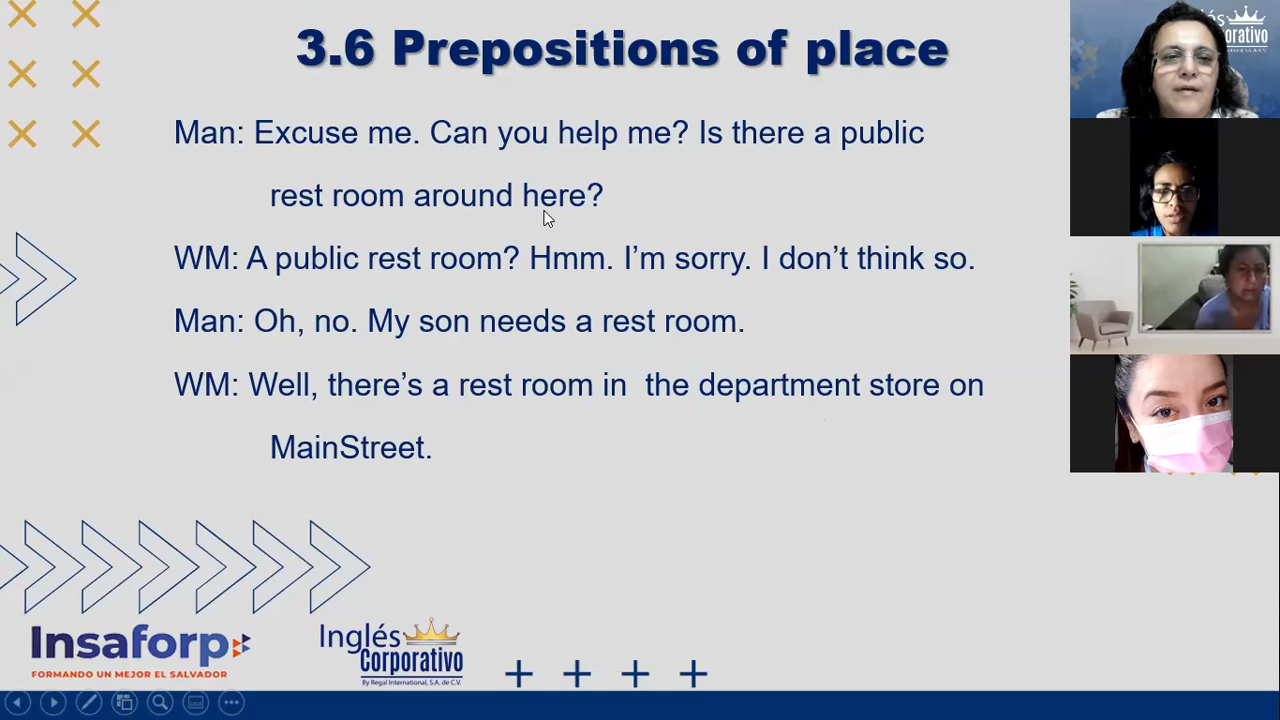 3.6 Prepositions of place
Man: Excuse me. Can you help me? Is there a public
rest room around here?
WM: A public rest room? Hmm. I'm sorry. I don't think so.
Man: Oh, no. My son needs a rest room.
WM: Well, there's a rest room in  the department store on
MainStreet.
Insaforp
FORMANDO UN MEJOR EL SALVADOR
Inglés
Corporativo
By Regal International, S.A. de C.V.